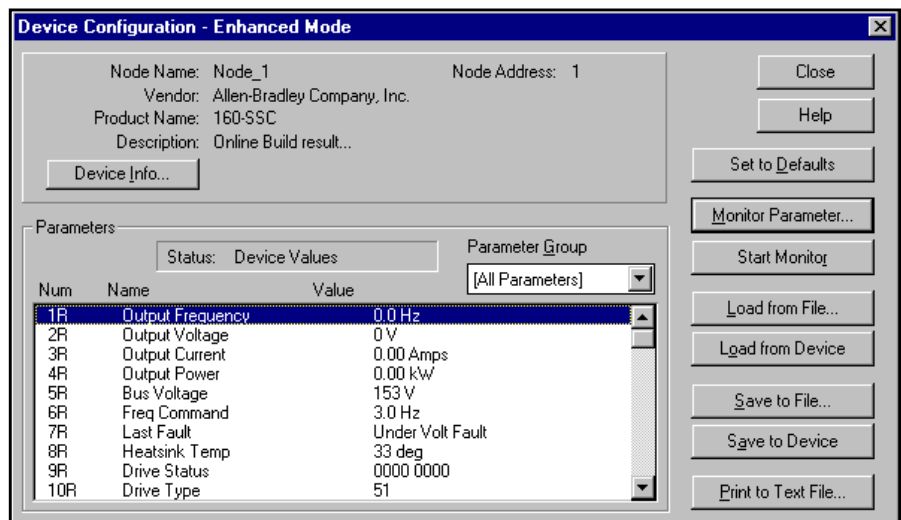 Device Configuration - Enhanced Mode
Node Name: Node_1 Node Address: 1
Vendor: Allen-Bradley Company, Inc.
Product Name: 160-SSC
Description: Online Build result...
Device Info...
Close
Help
Set to Defaults
Monitor Parameter...
Start Monitor
Load from File...
Load from Device
Save to File...
Save to Device
Print to Text File...
Parameters
Status: Device Values
Parameter Group
[All Parameters]
Num Name Value
1R Output Frequency 0.0 Hz
2R Output Voltage 0 V
3R Output Current 0.00 Amps
4R Output Power 0.00 kW
5R Bus Voltage 153 V
6R Freq Command 3.0 Hz
7R Last Fault Under Volt Fault
8R Heatsink Temp 33 deg
9R Drive Status 0000 0000
10R Drive Type 51